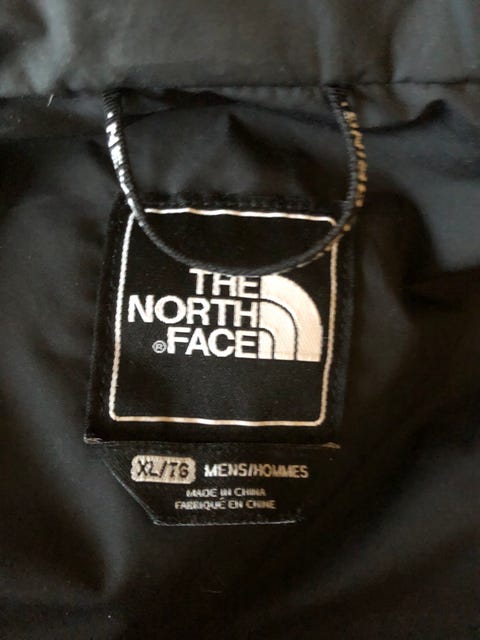 THE
NORTH
® FACE
XL/TG MENS/HOMMES
MADE IN CHINA
FABRIQUÉ EN CHINE